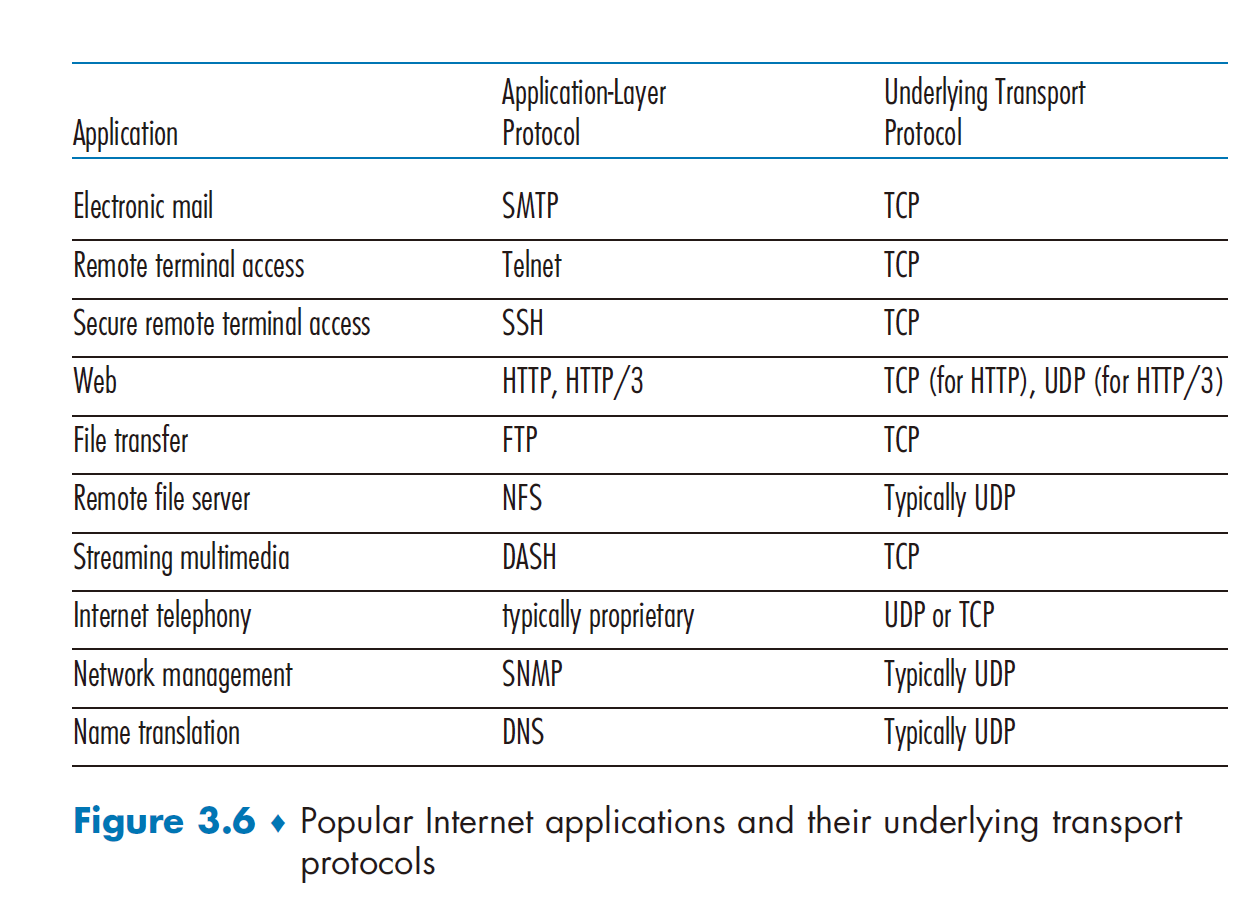 Application-Layer Underlying Transport
Application Protocol Protocol
Electronic mail SMTP TCP
Remote terminal access Telnet TCP
Secure remote terminal access SSH TCP
Web HTTP, HTTP/3 TCP (for HTTP), UDP (for HTTP/3)
File transfer FTP TCP
Remote file server NFS Typically UDP
Streaming multimedia DASH TCP
Internet telephony typically proprietary UDP or TCP
Network management SNMP Typically UDP
Name translation DNS Typically UDP
Figure 3.6 ♦ Popular Internet applications and their underlying transport
protocols